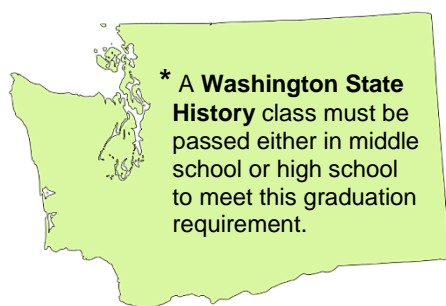 * A Washington State
History class must be
passed either in middle
school or high school
to meet this graduation
requirement.